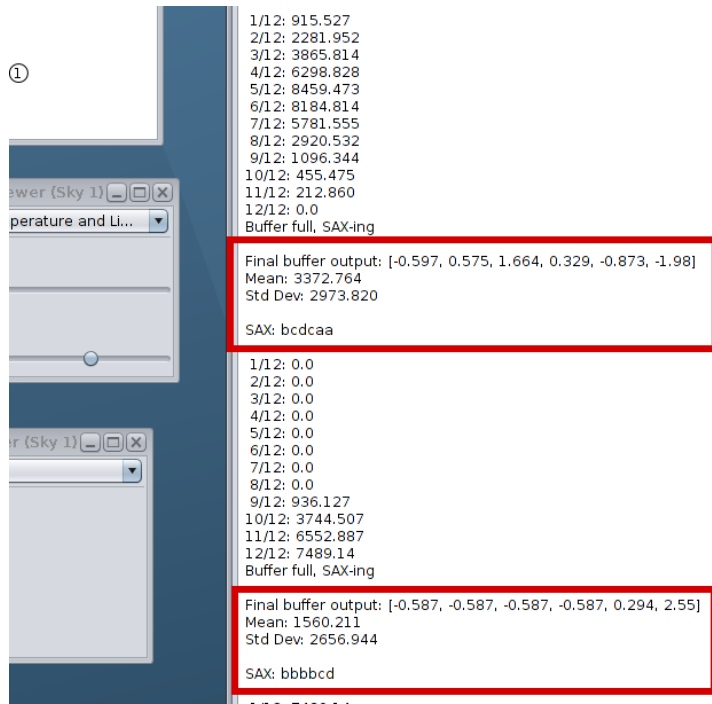 ①
ewer (Sky 1)
perature and Li...
er (Sky 1)
1/12: 915.527
2/12: 2281.952
3/12: 3865.814
4/12: 6298.828
5/12: 8459.473
6/12: 8184.814
7/12: 5781.555
8/12: 2920.532
9/12: 1096.344
10/12: 455.475
11/12: 212.860
12/12: 0.0
Buffer full, SAX-ing
Final buffer output: [-0.597, 0.575, 1.664, 0.329, -0.873, -1.98]
Mean: 3372.764
Std Dev: 2973.820
SAX: bcdcaa
1/12: 0.0
2/12: 0.0
3/12: 0.0
4/12: 0.0
5/12: 0.0
6/12: 0.0
7/12: 0.0
8/12: 0.0
9/12: 936.127
10/12: 3744.507
11/12: 6552.887
12/12: 7489.14
Buffer full, SAX-ing
Final buffer output: [-0.587, -0.587, -0.587, -0.587, 0.294, 2.55]
Mean: 1560.211
Std Dev: 2656.944
SAX: bbbbcd